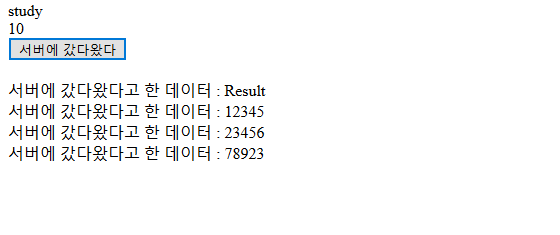 study
10
서버에 갔다왔다
서버에 갔다왔다고 한 데이터 : Result
서버에 갔다왔다고 한 데이터 : 12345
서버에 갔다왔다고 한 데이터 : 23456
서버에 갔다왔다고 한 데이터 : 78923